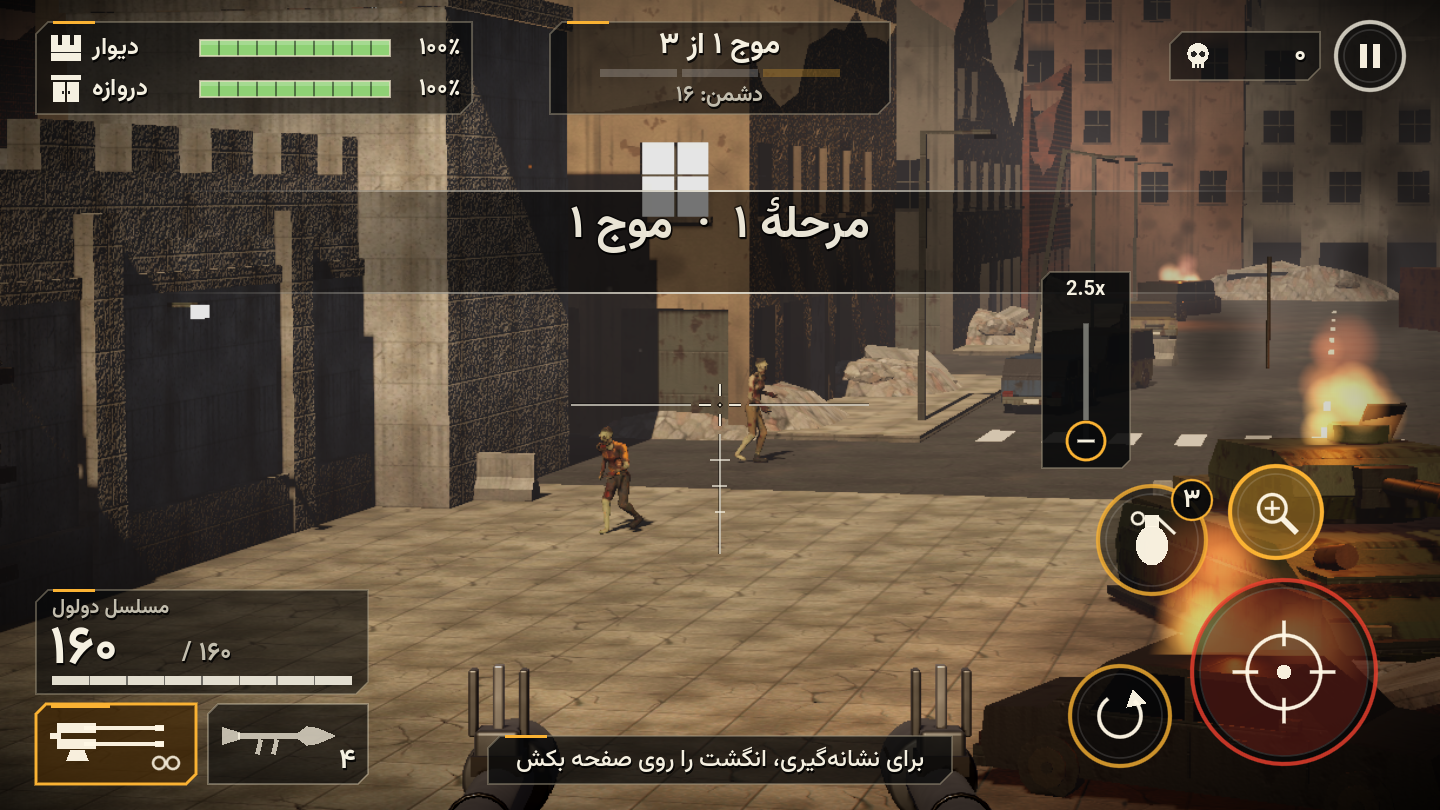 دیوار ۱۰۰٪
دروازه ۱۰۰٪
موج ۱ از ۳
دشمن: ۱۶
۰
مرحلهٔ ۱ · موج ۱
2.5x
۳
مسلسل دولول
۱۶۰ / ۱۶۰
∞
۴
برای نشانه‌گیری، انگشت را روی صفحه بکش